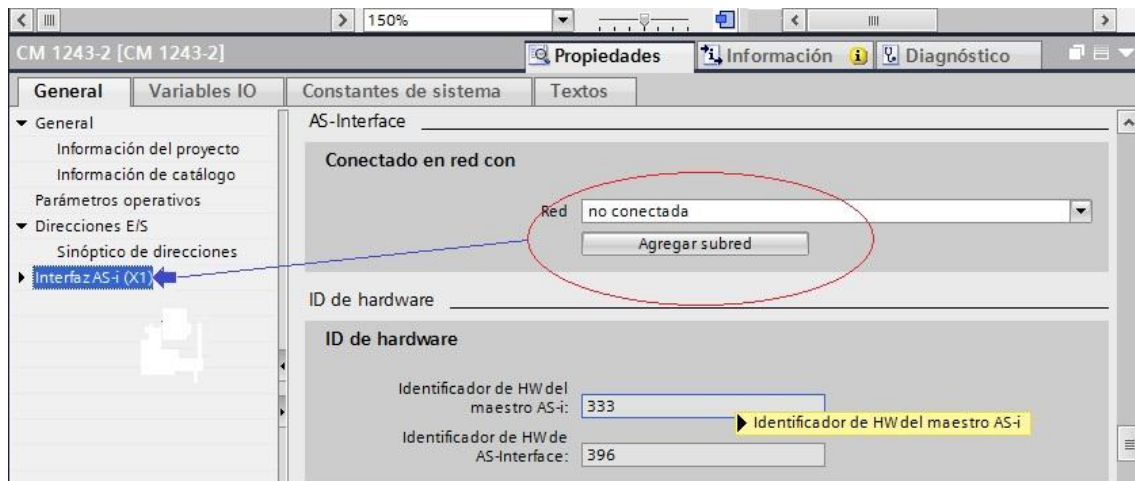 150%
CM 1243-2 [CM 1243-2]
Propiedades
Información
Diagnóstico
General
Variables IO
Constantes de sistema
Textos
General
Información del proyecto
Información de catálogo
Parámetros operativos
Direcciones E/S
Sinóptico de direcciones
Interfaz AS-i (X1)
AS-Interface
Conectado en red con
Red no conectada
Agregar subred
ID de hardware
ID de hardware
Identificador de HW del
maestro AS-i: 333
Identificador de HW del maestro AS-i
Identificador de HW de
AS-Interface: 396